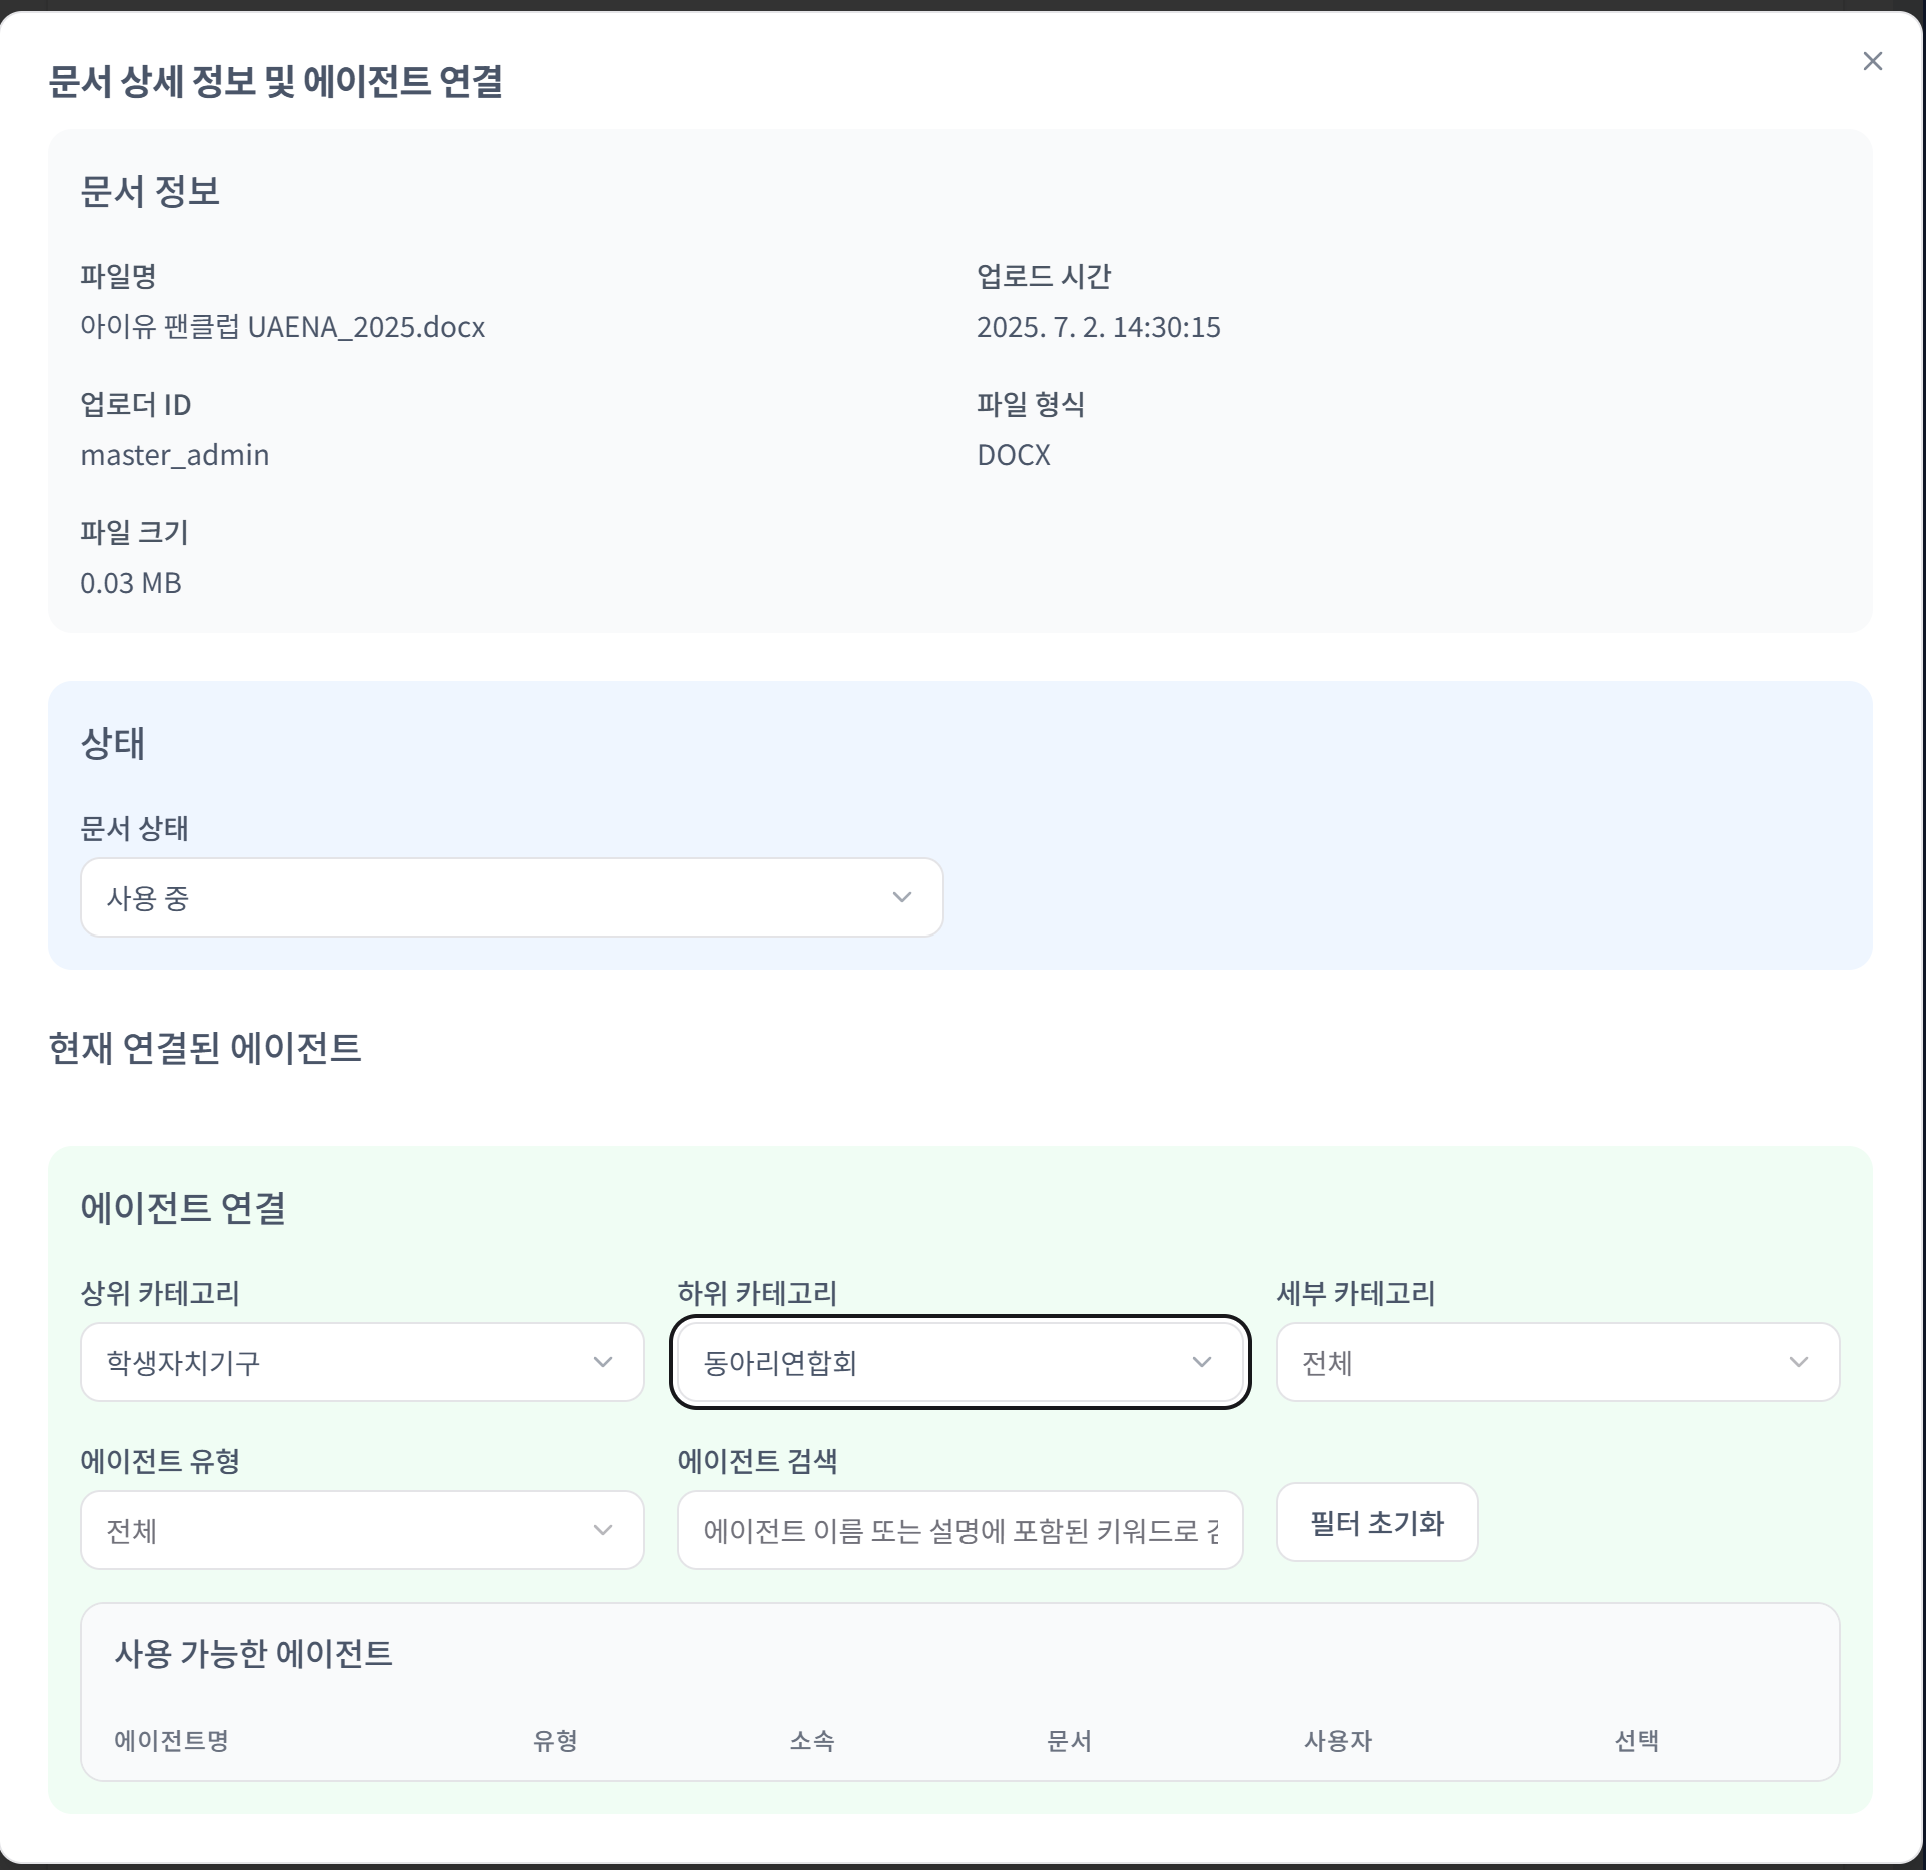 문서 상세 정보 및 에이전트 연결
문서 정보
파일명
아이유 팬클럽 UAENA_2025.docx
업로드 시간
2025. 7. 2. 14:30:15
업로더 ID
master_admin
파일 형식
DOCX
파일 크기
0.03 MB
상태
문서 상태
사용 중
현재 연결된 에이전트
에이전트 연결
상위 카테고리
학생자치기구
하위 카테고리
동아리연합회
세부 카테고리
전체
에이전트 유형
전체
에이전트 검색
에이전트 이름 또는 설명에 포함된 키워드로
필터 초기화
사용 가능한 에이전트
에이전트명 유형 소속 문서 사용자 선택